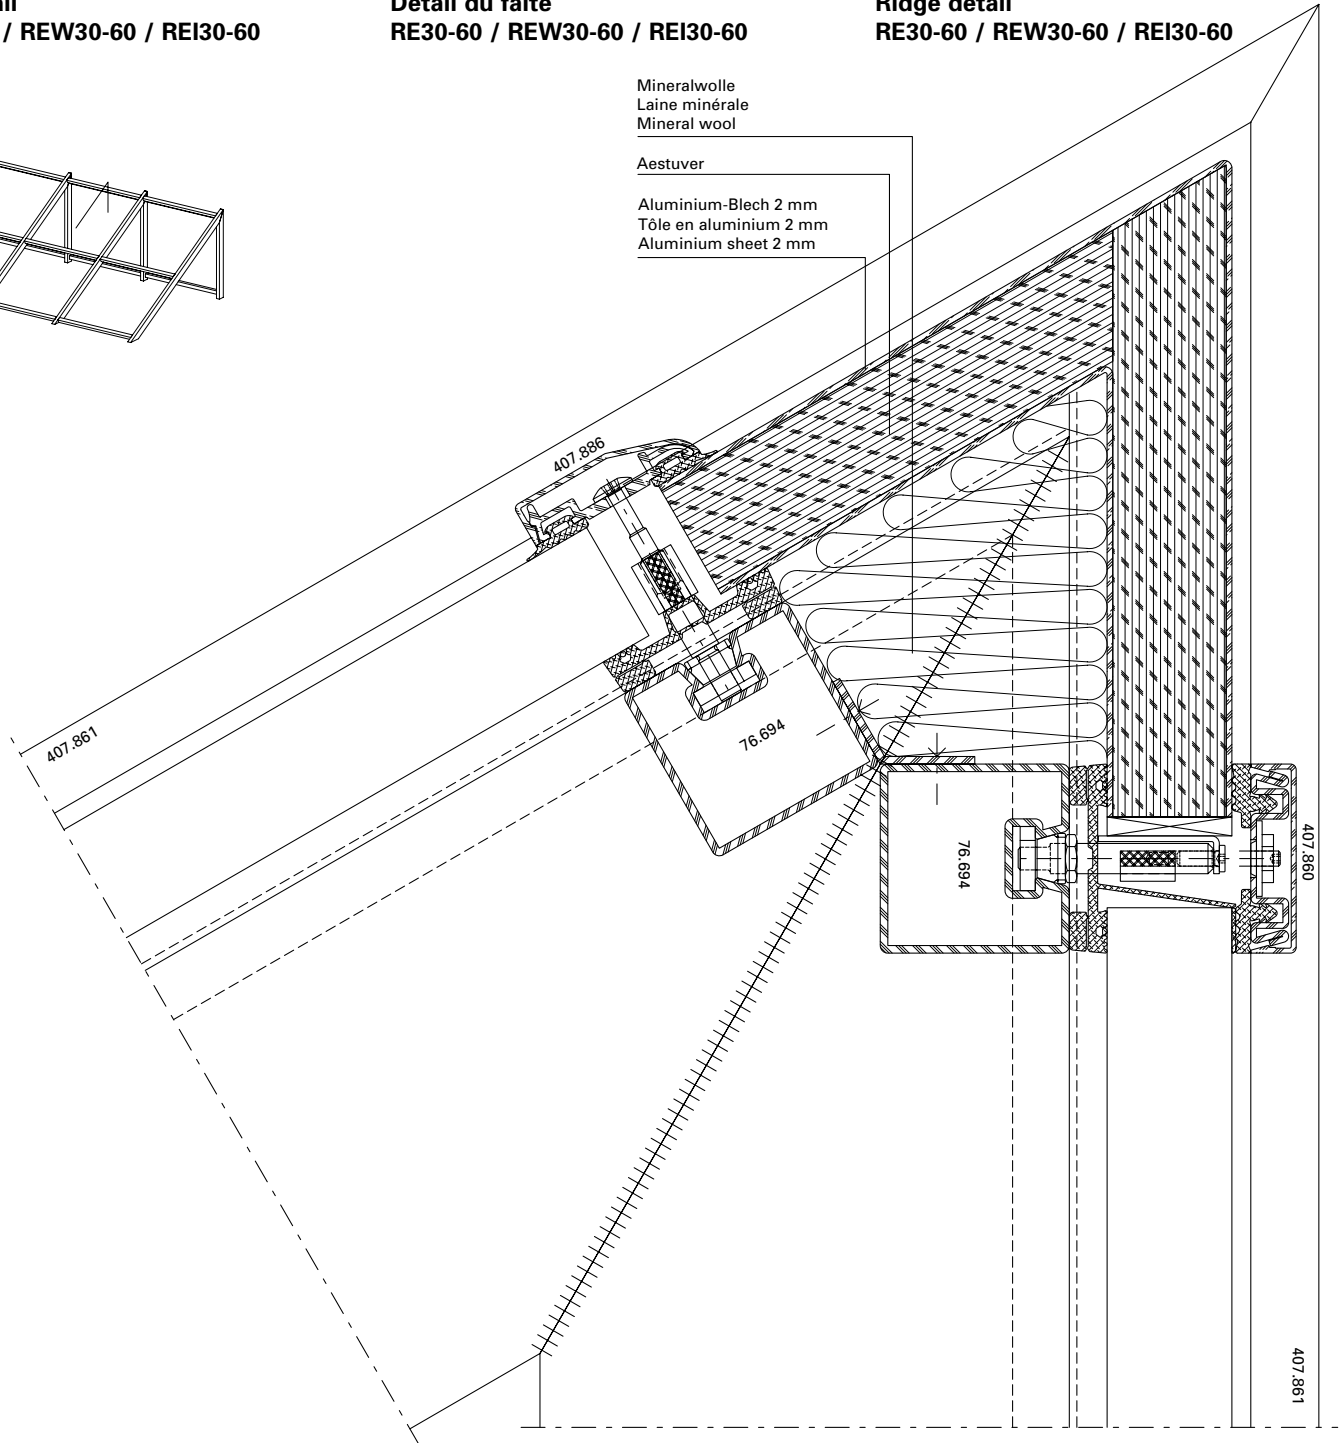 / REW30-60 / REI30-60
Détail du faîte
RE30-60 / REW30-60 / REI30-60
Ridge detail
RE30-60 / REW30-60 / REI30-60
Mineralwolle
Laine minérale
Mineral wool
Aestuver
Aluminium-Blech 2 mm
Tôle en aluminium 2 mm
Aluminium sheet 2 mm
407.886
407.861
76.694
76.694
407.860
407.861